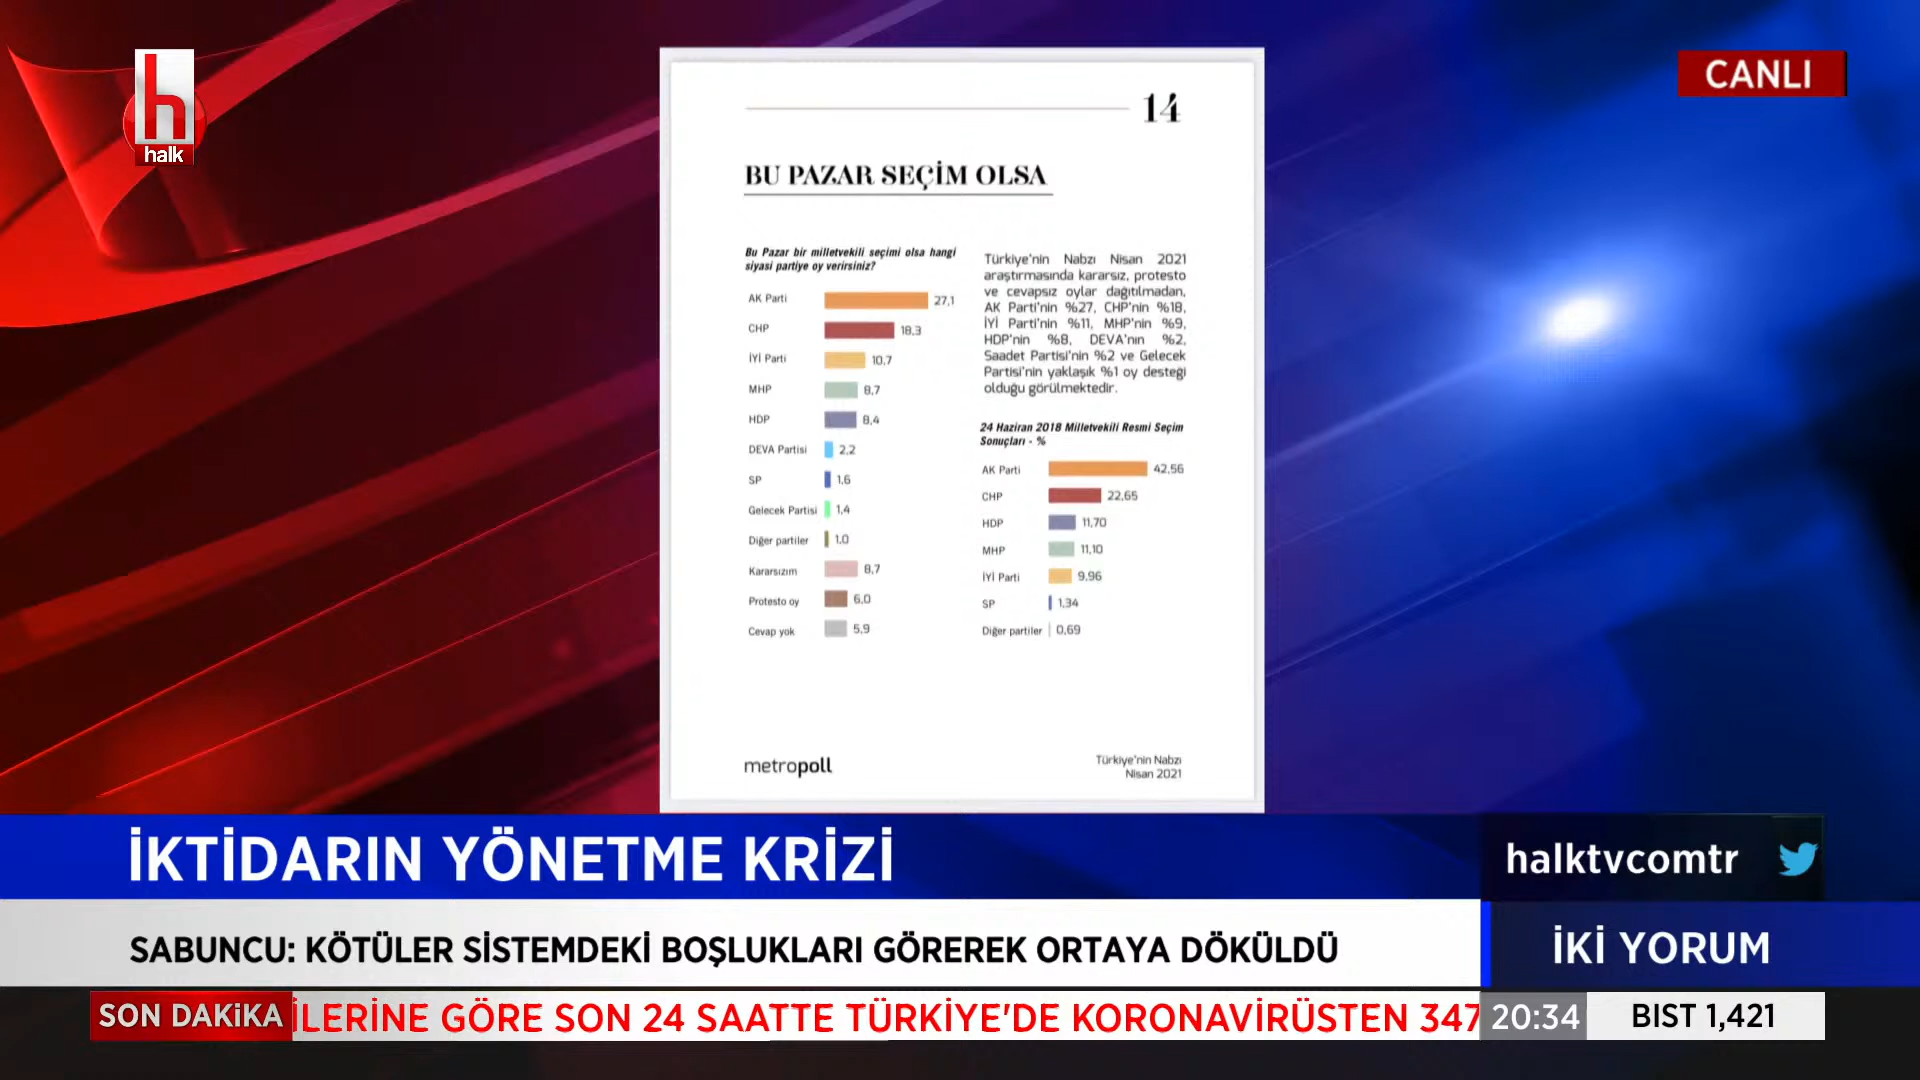 h
halk
CANLI
14
BU PAZAR SEÇİM OLSA
Bu Pazar bir milletvekili seçimi olsa hangi
siyasi partiye oy verirsiniz?
AK Parti 27,1
CHP 18,3
İYİ Parti 10,7
MHP 8,7
HDP 8,4
DEVA Partisi 2,2
SP 1,6
Gelecek Partisi 1,4
Diğer partiler 1,0
Kararsızım 8,7
Protesto oy 6,0
Cevap yok 5,9
Türkiye'nin Nabzı Nisan 2021
araştırmasında kararsız, protesto
ve cevapsız oylar dağıtılmadan,
AK Parti'nin %27, CHP'nin %18,
İYİ Parti'nin %11, MHP'nin %9,
HDP'nin %8, DEVA'nın %2,
Saadet Partisi'nin %2 ve Gelecek
Partisi'nin yaklaşık %1 oy desteği
olduğu görülmektedir.
24 Haziran 2018 Milletvekili Resmi Seçim
Sonuçları - %
AK Parti 42,56
CHP 22,65
HDP 11,70
MHP 11,10
İYİ Parti 9,96
SP 1,34
Diğer partiler 0,69
metropoll
Türkiye'nin Nabzı
Nisan 2021
İKTİDARIN YÖNETME KRİZİ
halktvcomtr
SABUNCU: KÖTÜLER SİSTEMDEKİ BOŞLUKLARI GÖREREK ORTAYA DÖKÜLDÜ
İKİ YORUM
SON DAKİKA İLERİNE GÖRE SON 24 SAATTE TÜRKİYE'DE KORONAVİRÜSTEN 347 20:34 BIST 1,421